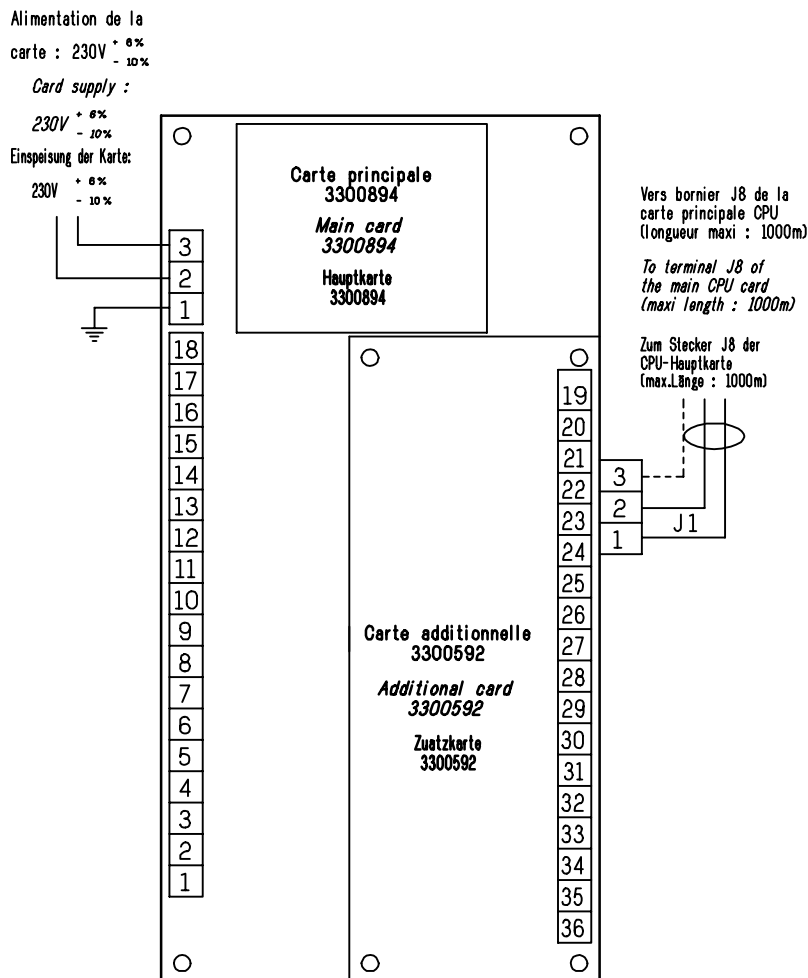 Alimentation de la
carte : 230V + 6%
- 10%
Card supply :
230V + 6%
- 10%
Einspeisung der Karte:
230V + 6%
- 10%
3
2
1
18
17
16
15
14
13
12
11
10
9
8
7
6
5
4
3
2
1
Carte principale
3300894
Main card
3300894
Hauptkarte
3300894
Carte additionnelle
3300592
Additional card
3300592
Zuatzkarte
3300592
19
20
21
22
23
24
25
26
27
28
29
30
31
32
33
34
35
36
Vers bornier J8 de la
carte principale CPU
(longueur maxi : 1000m)
To terminal J8 of
the main CPU card
(maxi length : 1000m)
Zum Stecker J8 der
CPU-Hauptkarte
(max.Länge : 1000m)
3
2
1
J1